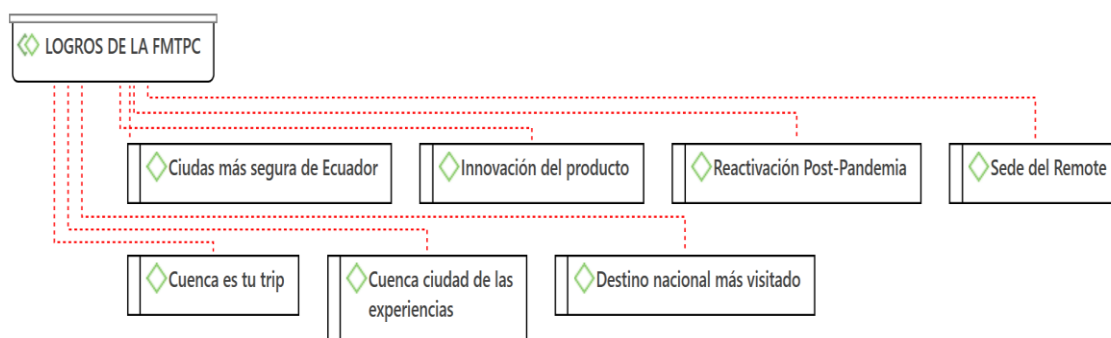 LOGROS DE LA FMTPC
Ciudas más segura de Ecuador
Innovación del producto
Reactivación Post-Pandemia
Sede del Remote
Cuenca es tu trip
Cuenca ciudad de las
experiencias
Destino nacional más visitado